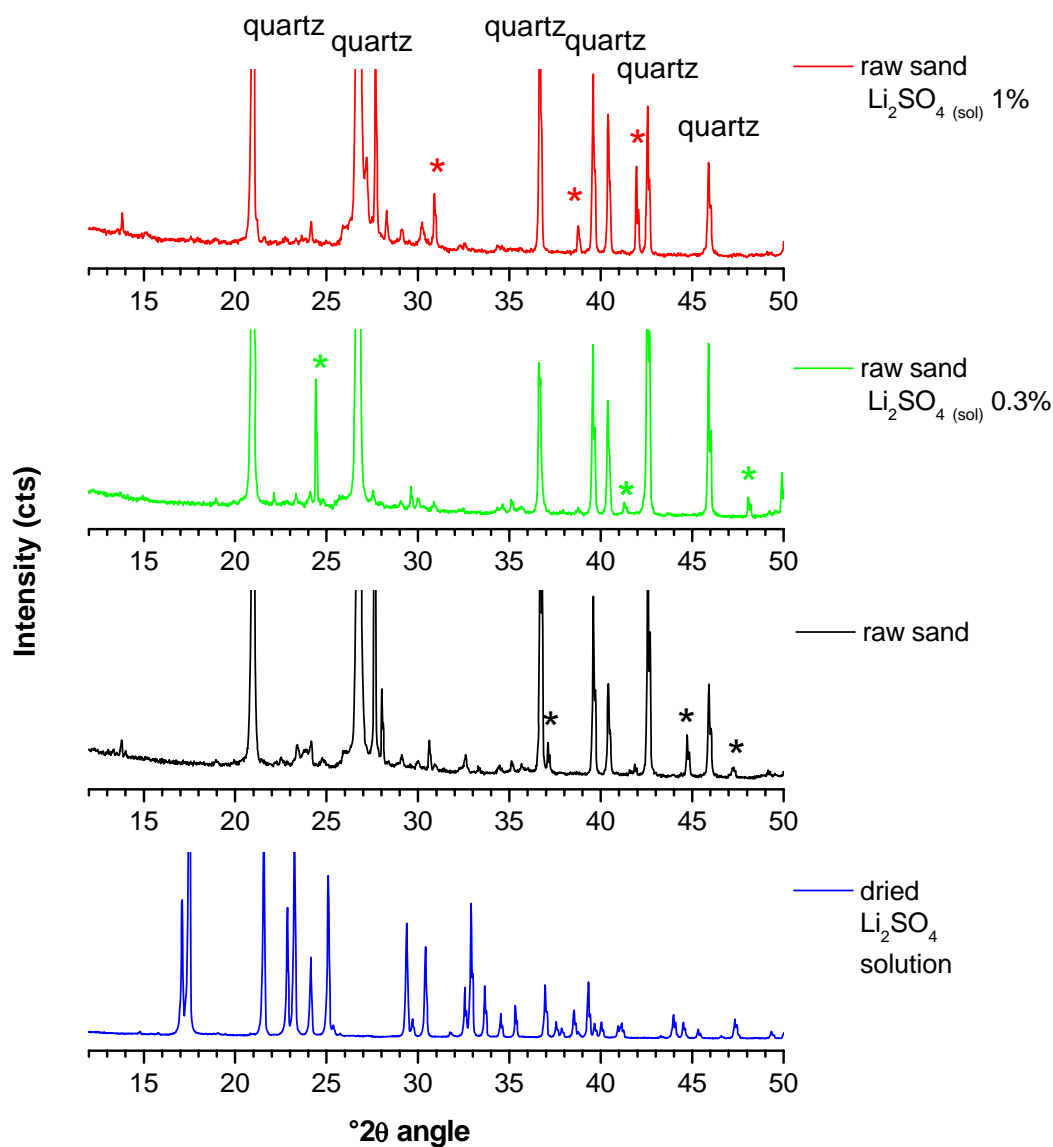 quartz
quartz
quartz
quartz
quartz
quartz
raw sand
Li₂SO₄ (sol) 1%
*
*
*
15 20 25 30 35 40 45 50
raw sand
Li₂SO₄ (sol) 0.3%
*
*
*
15 20 25 30 35 40 45 50
raw sand
*
*
*
15 20 25 30 35 40 45 50
dried
Li₂SO₄
solution
15 20 25 30 35 40 45 50
Intensity (cts)
°2θ angle